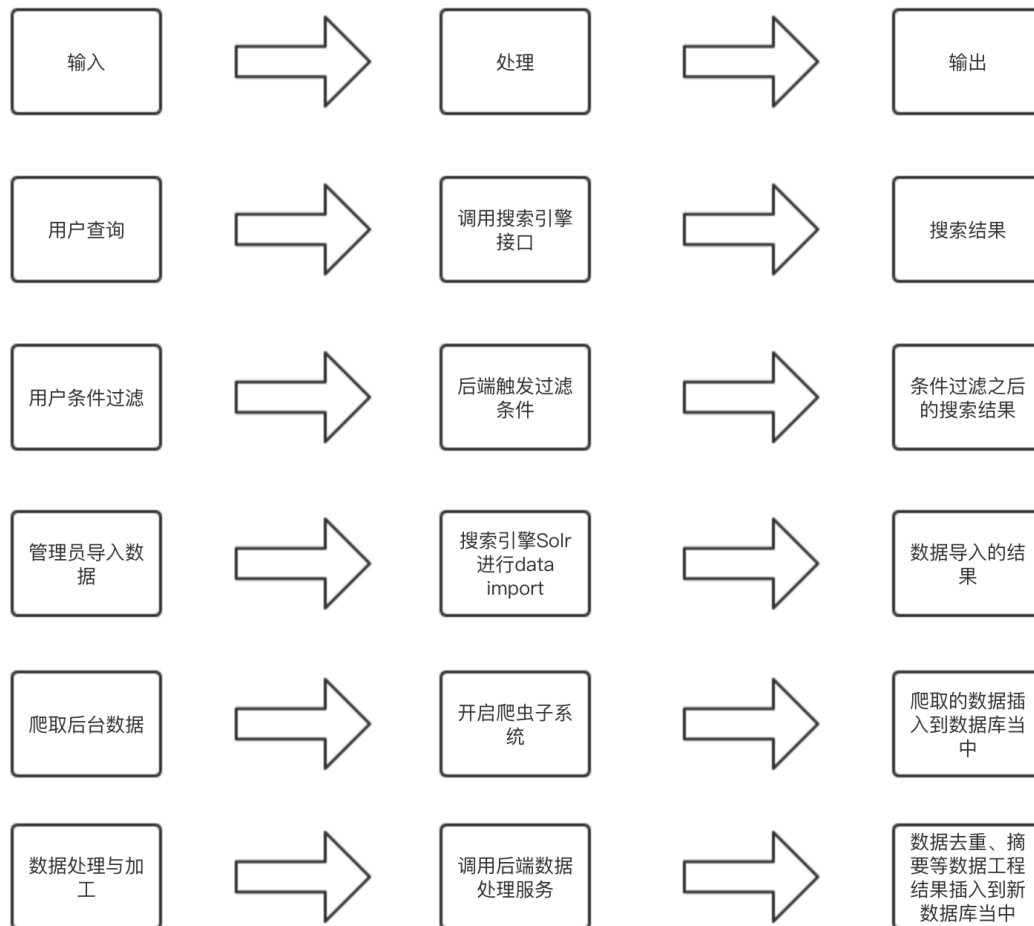 输入
处理
输出
用户查询
调用搜索引擎
接口
搜索结果
用户条件过滤
后端触发过滤
条件
条件过滤之后
的搜索结果
管理员导入数
据
搜索引擎Solr
进行data
import
数据导入的结
果
爬取后台数据
开启爬虫子系
统
爬取的数据插
入到数据库当
中
数据处理与加
工
调用后端数据
处理服务
数据去重、摘
要等数据工程
结果插入到新
数据库当中